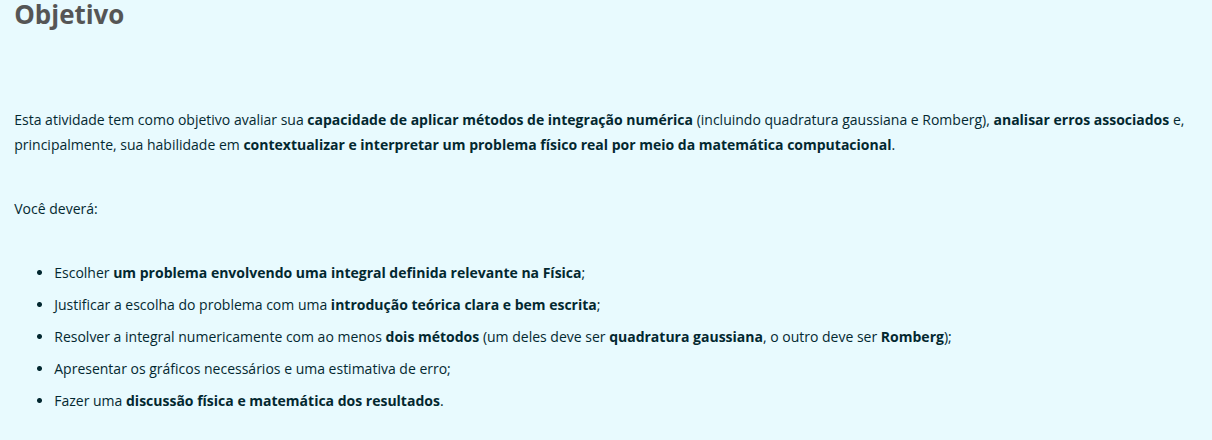 Objetivo
Esta atividade tem como objetivo avaliar sua capacidade de aplicar métodos de integração numérica (incluindo quadratura gaussiana e Romberg), analisar erros associados e,
principalmente, sua habilidade em contextualizar e interpretar um problema físico real por meio da matemática computacional.
Você deverá:
• Escolher um problema envolvendo uma integral definida relevante na Física;
• Justificar a escolha do problema com uma introdução teórica clara e bem escrita;
• Resolver a integral numericamente com ao menos dois métodos (um deles deve ser quadratura gaussiana, o outro deve ser Romberg);
• Apresentar os gráficos necessários e uma estimativa de erro;
• Fazer uma discussão física e matemática dos resultados.